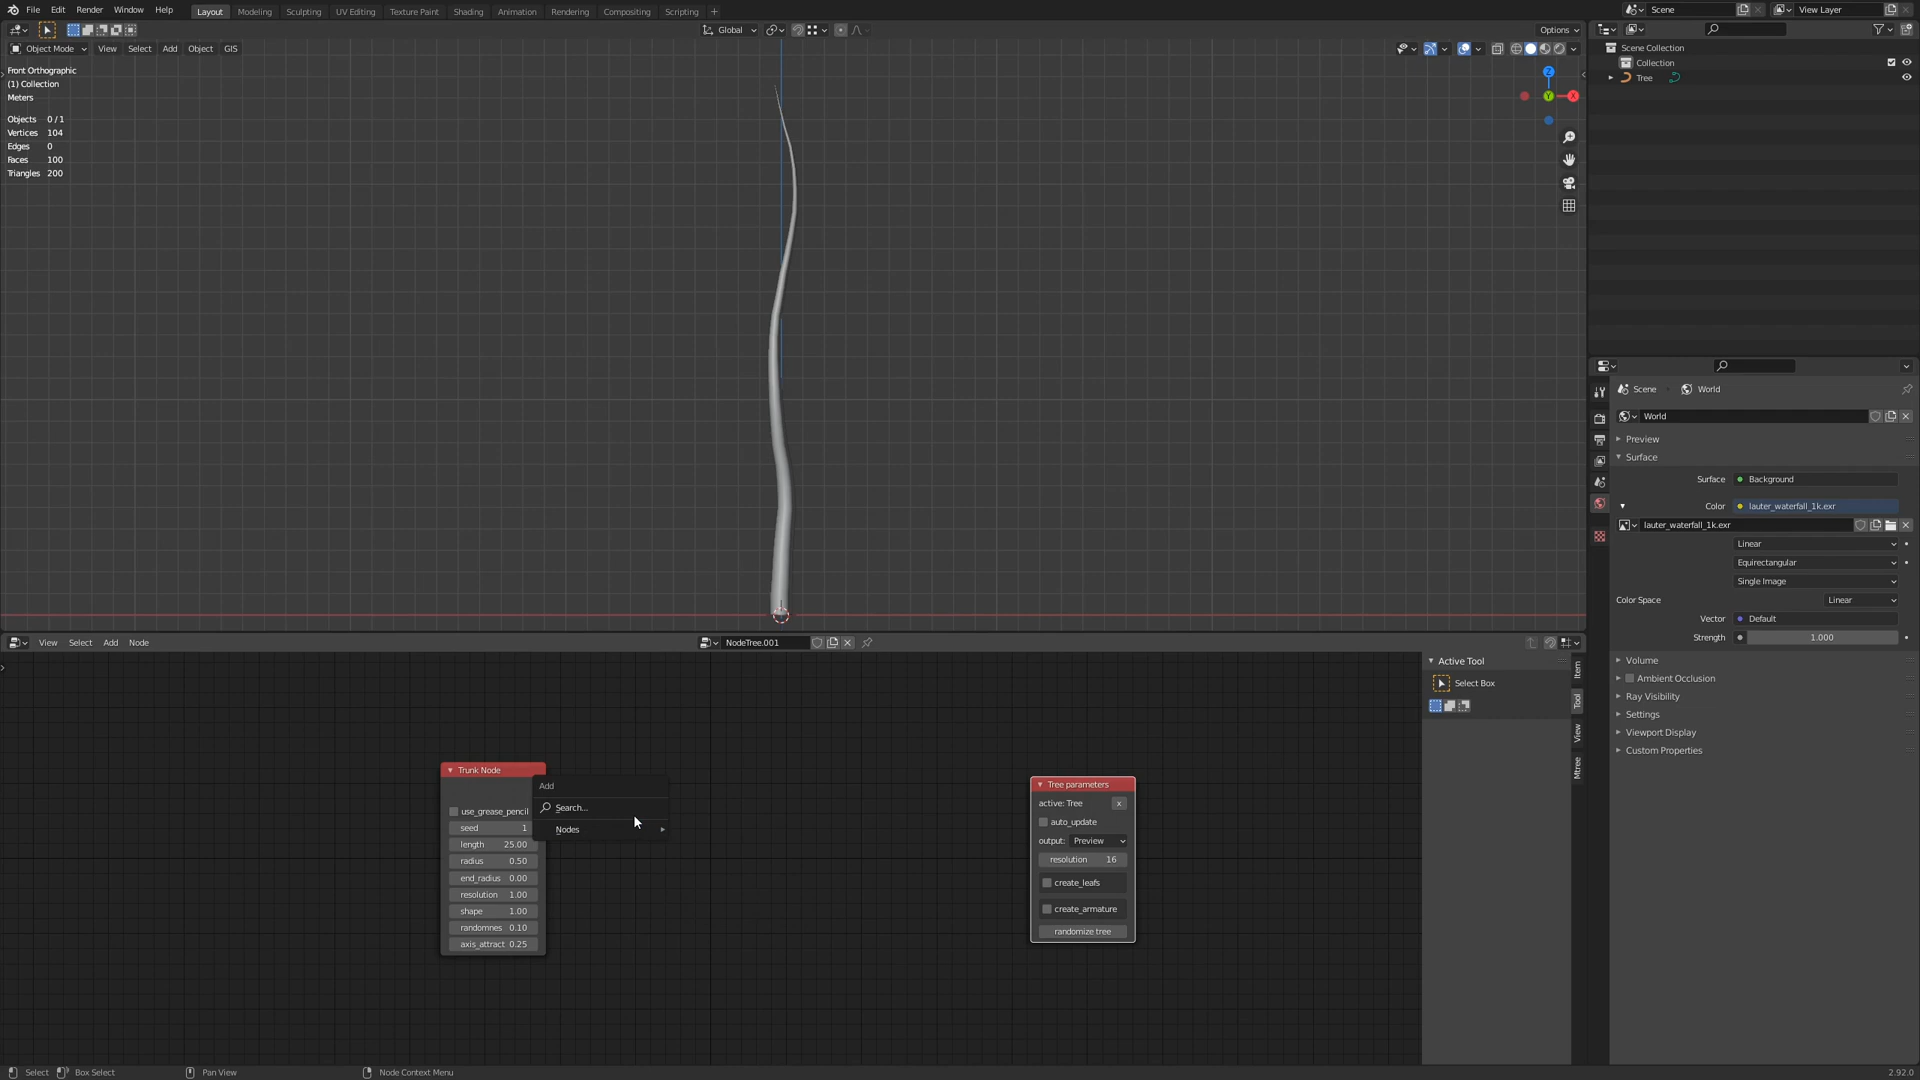 File Edit Render Window Help Layout Modeling Sculpting UV Editing Texture Paint Shading Animation Rendering Compositing Scripting + Scene View Layer
Global Options
Object Mode View Select Add Object GIS
Front Orthographic
(1) Collection
Meters
Objects 0 / 1
Vertices 104
Edges 0
Faces 100
Triangles 200
Z
Y
X
Scene Collection
Collection
Tree
Scene World
World
Preview
Surface
Surface Background
Color lauter_waterfall_1k.exr
lauter_waterfall_1k.exr
Linear
Equirectangular
Single Image
Color Space Linear
Vector Default
Strength 1.000
Volume
Ambient Occlusion
Ray Visibility
Settings
Viewport Display
Custom Properties
View Select Add Node NodeTree.001
Active Tool
Select Box
Item
Tool
View
Mtree
Trunk Node
use_grease_pencil
seed 1
length 25.00
radius 0.50
end_radius 0.00
resolution 1.00
shape 1.00
randomnes 0.10
axis_attract 0.25
Add
Search...
Nodes
Tree parameters
active: Tree x
auto_update
output: Preview
resolution 16
create_leafs
create_armature
randomize tree
Select Box Select Pan View Node Context Menu 2.92.0